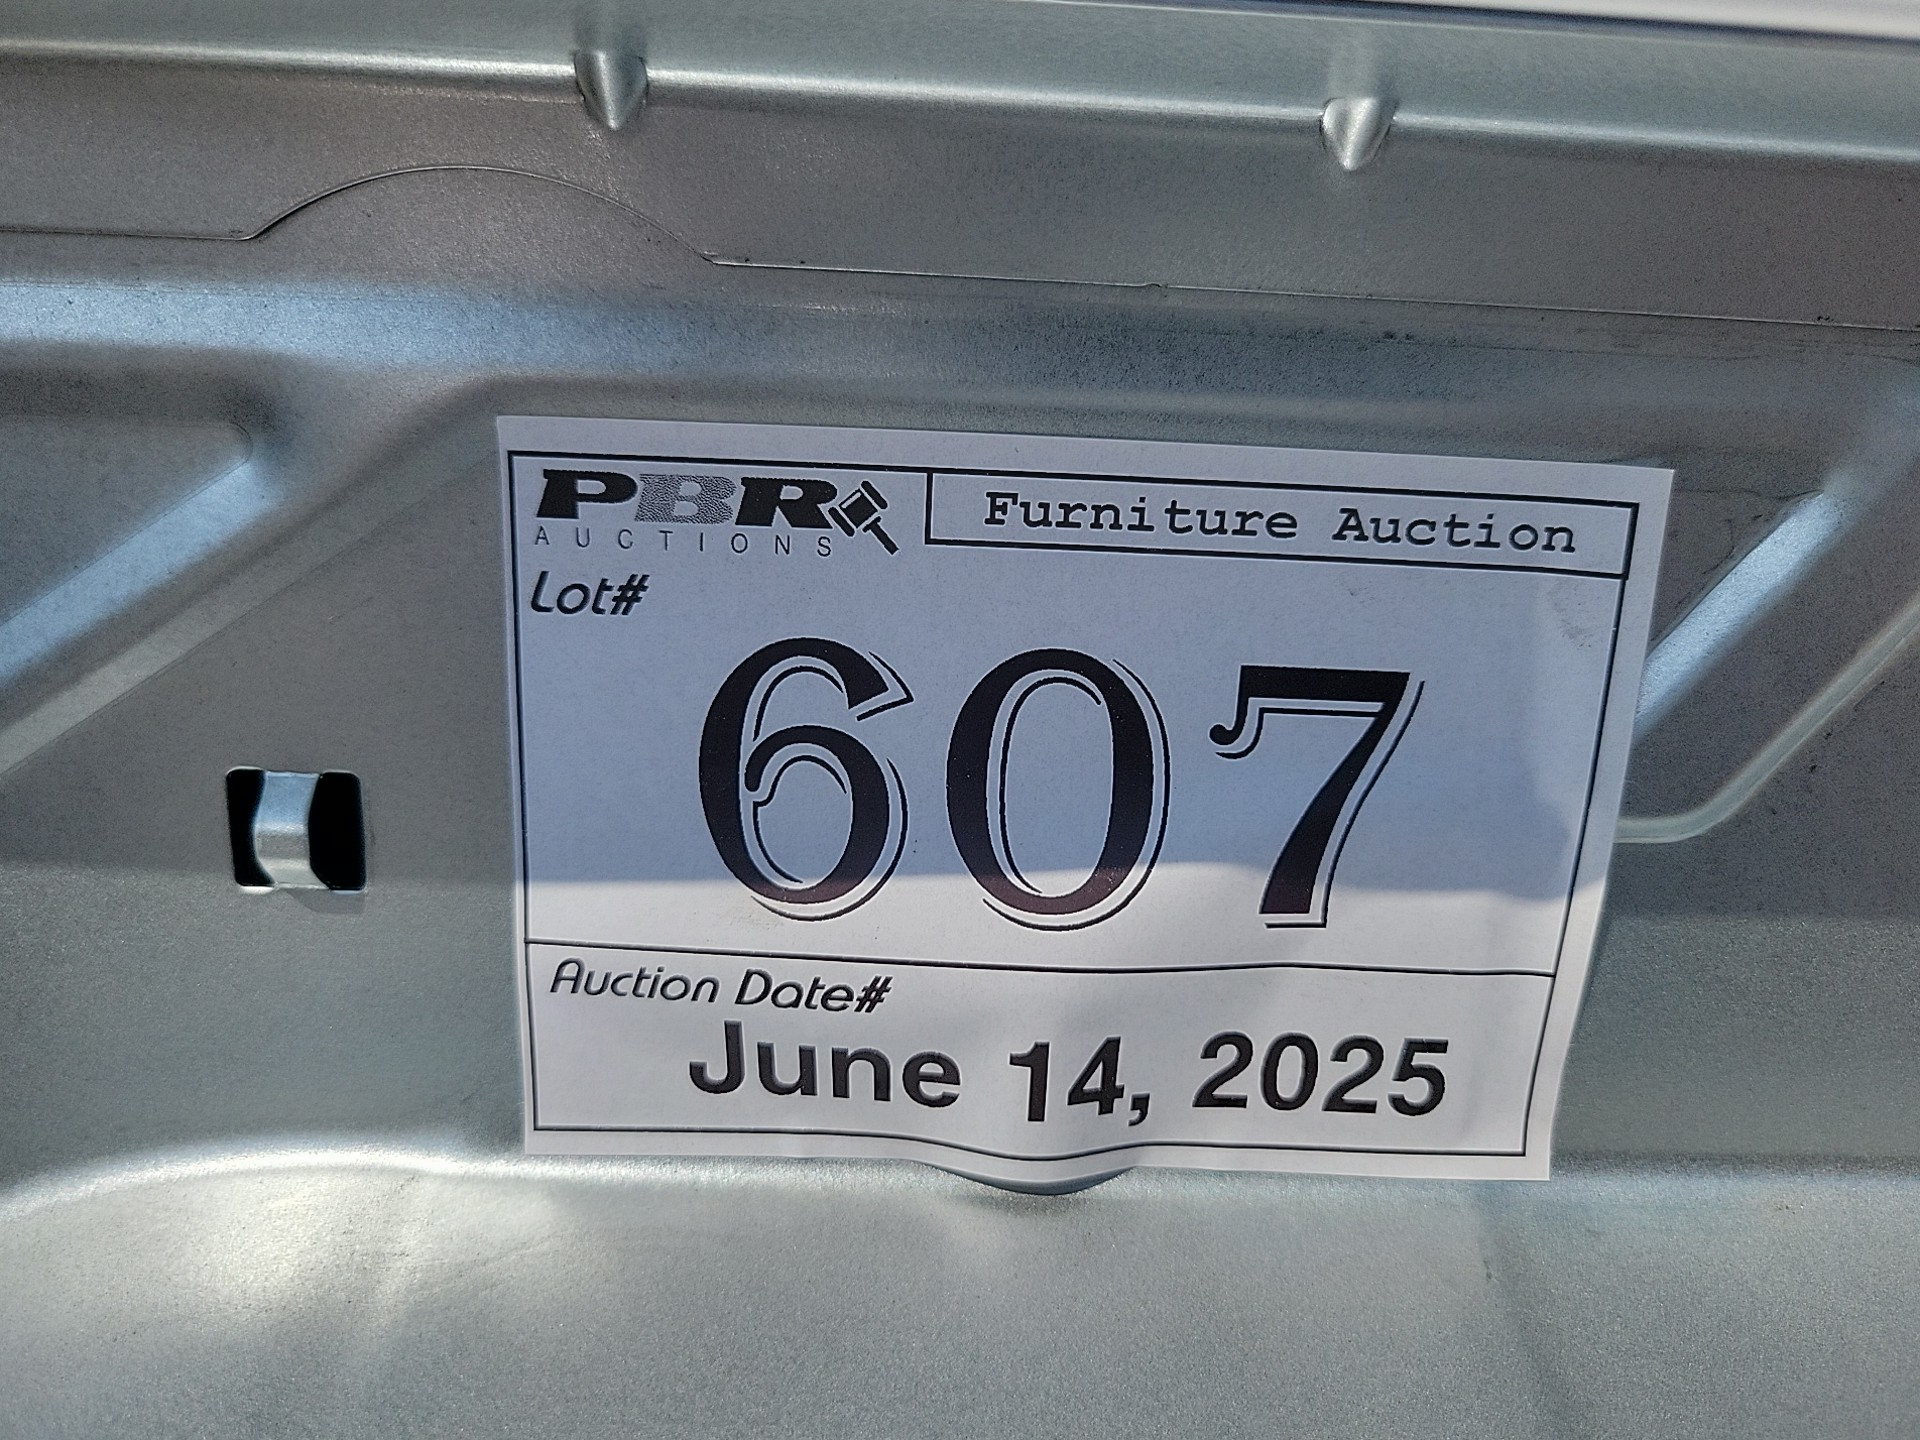 PBR
AUCTIONS
Furniture Auction
Lot#
607
Auction Date#
June 14, 2025